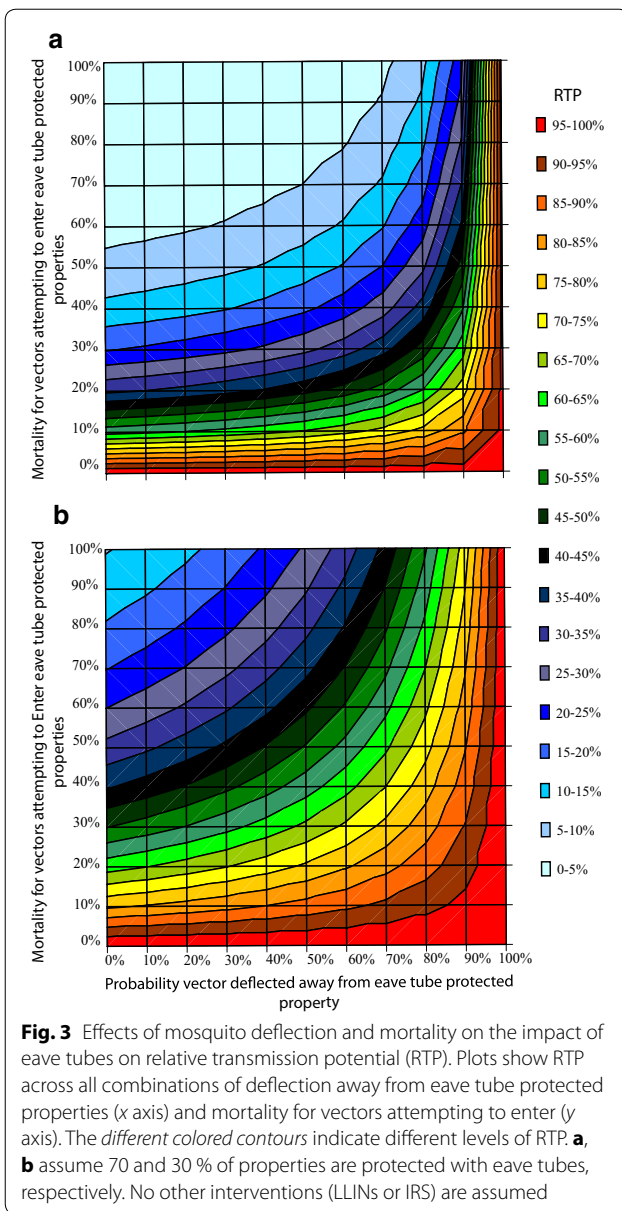 a
100%
90%
80%
70%
60%
50%
40%
30%
20%
10%
0%
Mortality for vectors attempting to enter eave tube protected
properties
RTP
95-100%
90-95%
85-90%
80-85%
75-80%
70-75%
65-70%
60-65%
55-60%
50-55%
45-50%
40-45%
35-40%
30-35%
25-30%
20-25%
15-20%
10-15%
5-10%
0-5%
b
100%
90%
80%
70%
60%
50%
40%
30%
20%
10%
0%
Mortality for vectors attempting to Enter eave tube protected
properties
0% 10% 20% 30% 40% 50% 60% 70% 80% 90% 100%
Probability vector deflected away from eave tube protected
property
Fig. 3 Effects of mosquito deflection and mortality on the impact of
eave tubes on relative transmission potential (RTP). Plots show RTP
across all combinations of deflection away from eave tube protected
properties (x axis) and mortality for vectors attempting to enter (y
axis). The different colored contours indicate different levels of RTP. a,
b assume 70 and 30 % of properties are protected with eave tubes,
respectively. No other interventions (LLINs or IRS) are assumed